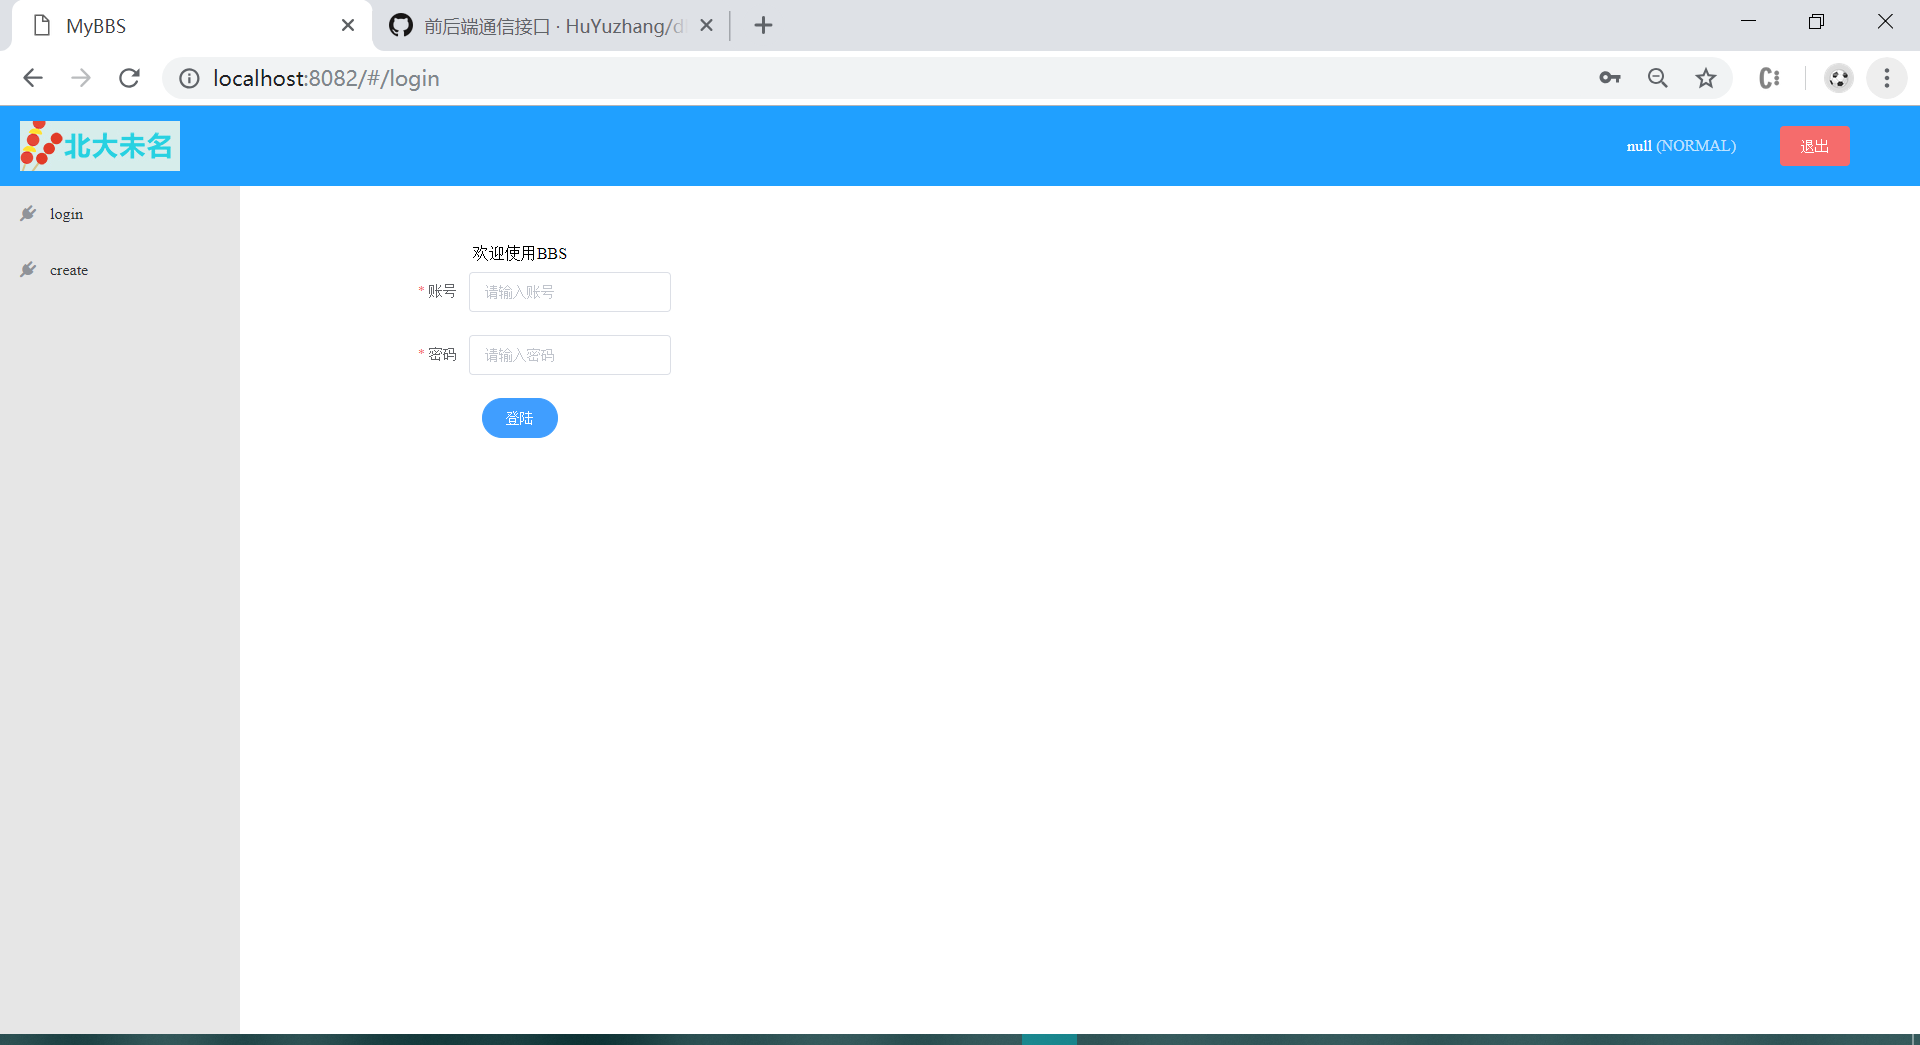 MyBBS
前后端通信接口 · HuYuzhang/d
localhost:8082/#/login
北大未名
null (NORMAL)
退出
login
create
欢迎使用BBS
* 账号
请输入账号
* 密码
请输入密码
登陆